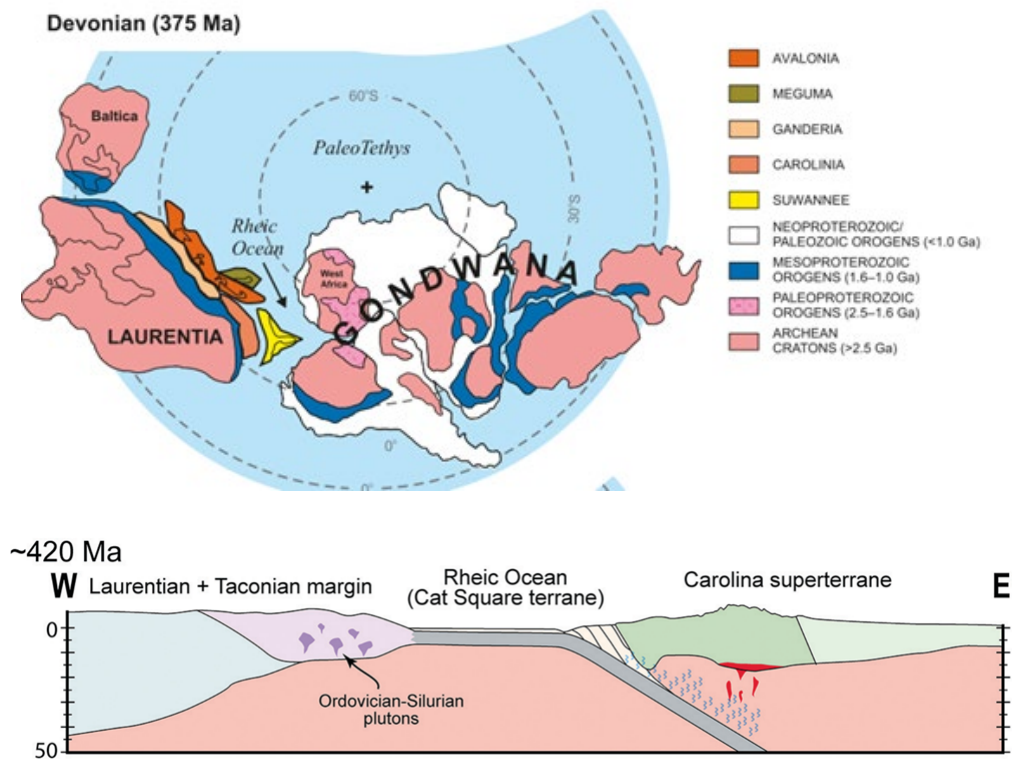 Devonian (375 Ma)
Baltica
60°S
PaleoTethys
+
30°S
Rheic
Ocean
West
Africa
GONDWANA
LAURENTIA
0°
0°
AVALONIA
MEGUMA
GANDERIA
CAROLINIA
SUWANNEE
NEOPROTEROZOIC/
PALEOZOIC OROGENS (<1.0 Ga)
MESOPROTEROZOIC
OROGENS (1.6–1.0 Ga)
PALEOPROTEROZOIC
OROGENS (2.5–1.6 Ga)
ARCHEAN
CRATONS (>2.5 Ga)
~420 Ma
W
Laurentian + Taconian margin
Rheic Ocean
(Cat Square terrane)
Carolina superterrane
E
0
Ordovician-Silurian
plutons
50